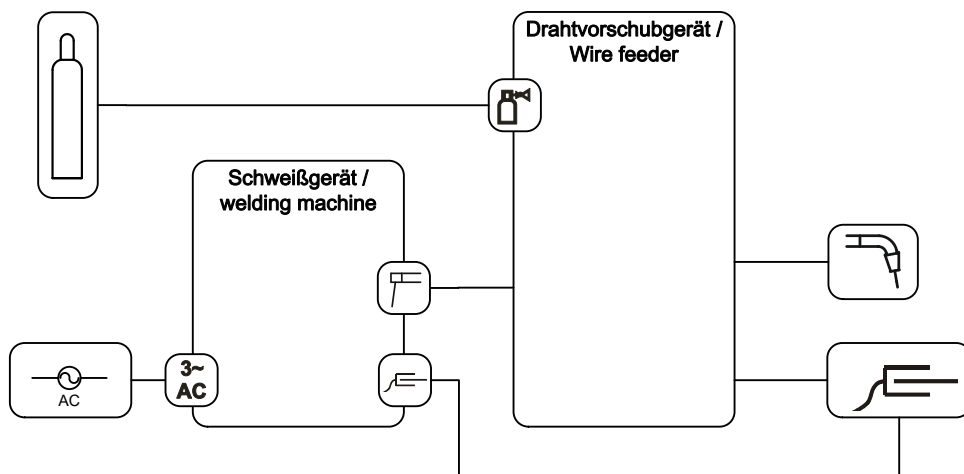 Drahtvorschubgerät /
Wire feeder
Schweißgerät /
welding machine
3~
AC
AC